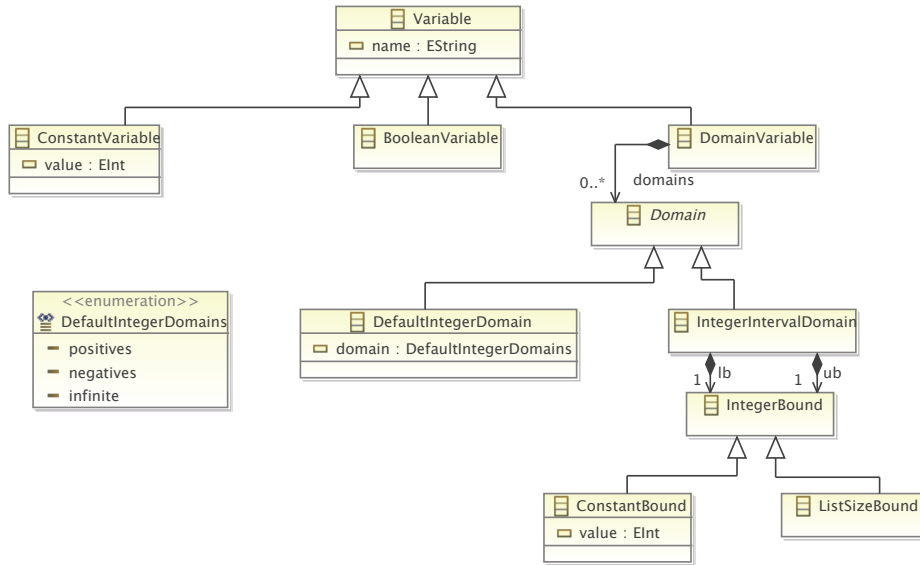 Variable
name : EString
ConstantVariable
value : EInt
BooleanVariable
DomainVariable
0..*
domains
Domain
<<enumeration>>
DefaultIntegerDomains
positives
negatives
infinite
DefaultIntegerDomain
domain : DefaultIntegerDomains
IntegerIntervalDomain
1
lb
1
ub
IntegerBound
ConstantBound
value : EInt
ListSizeBound